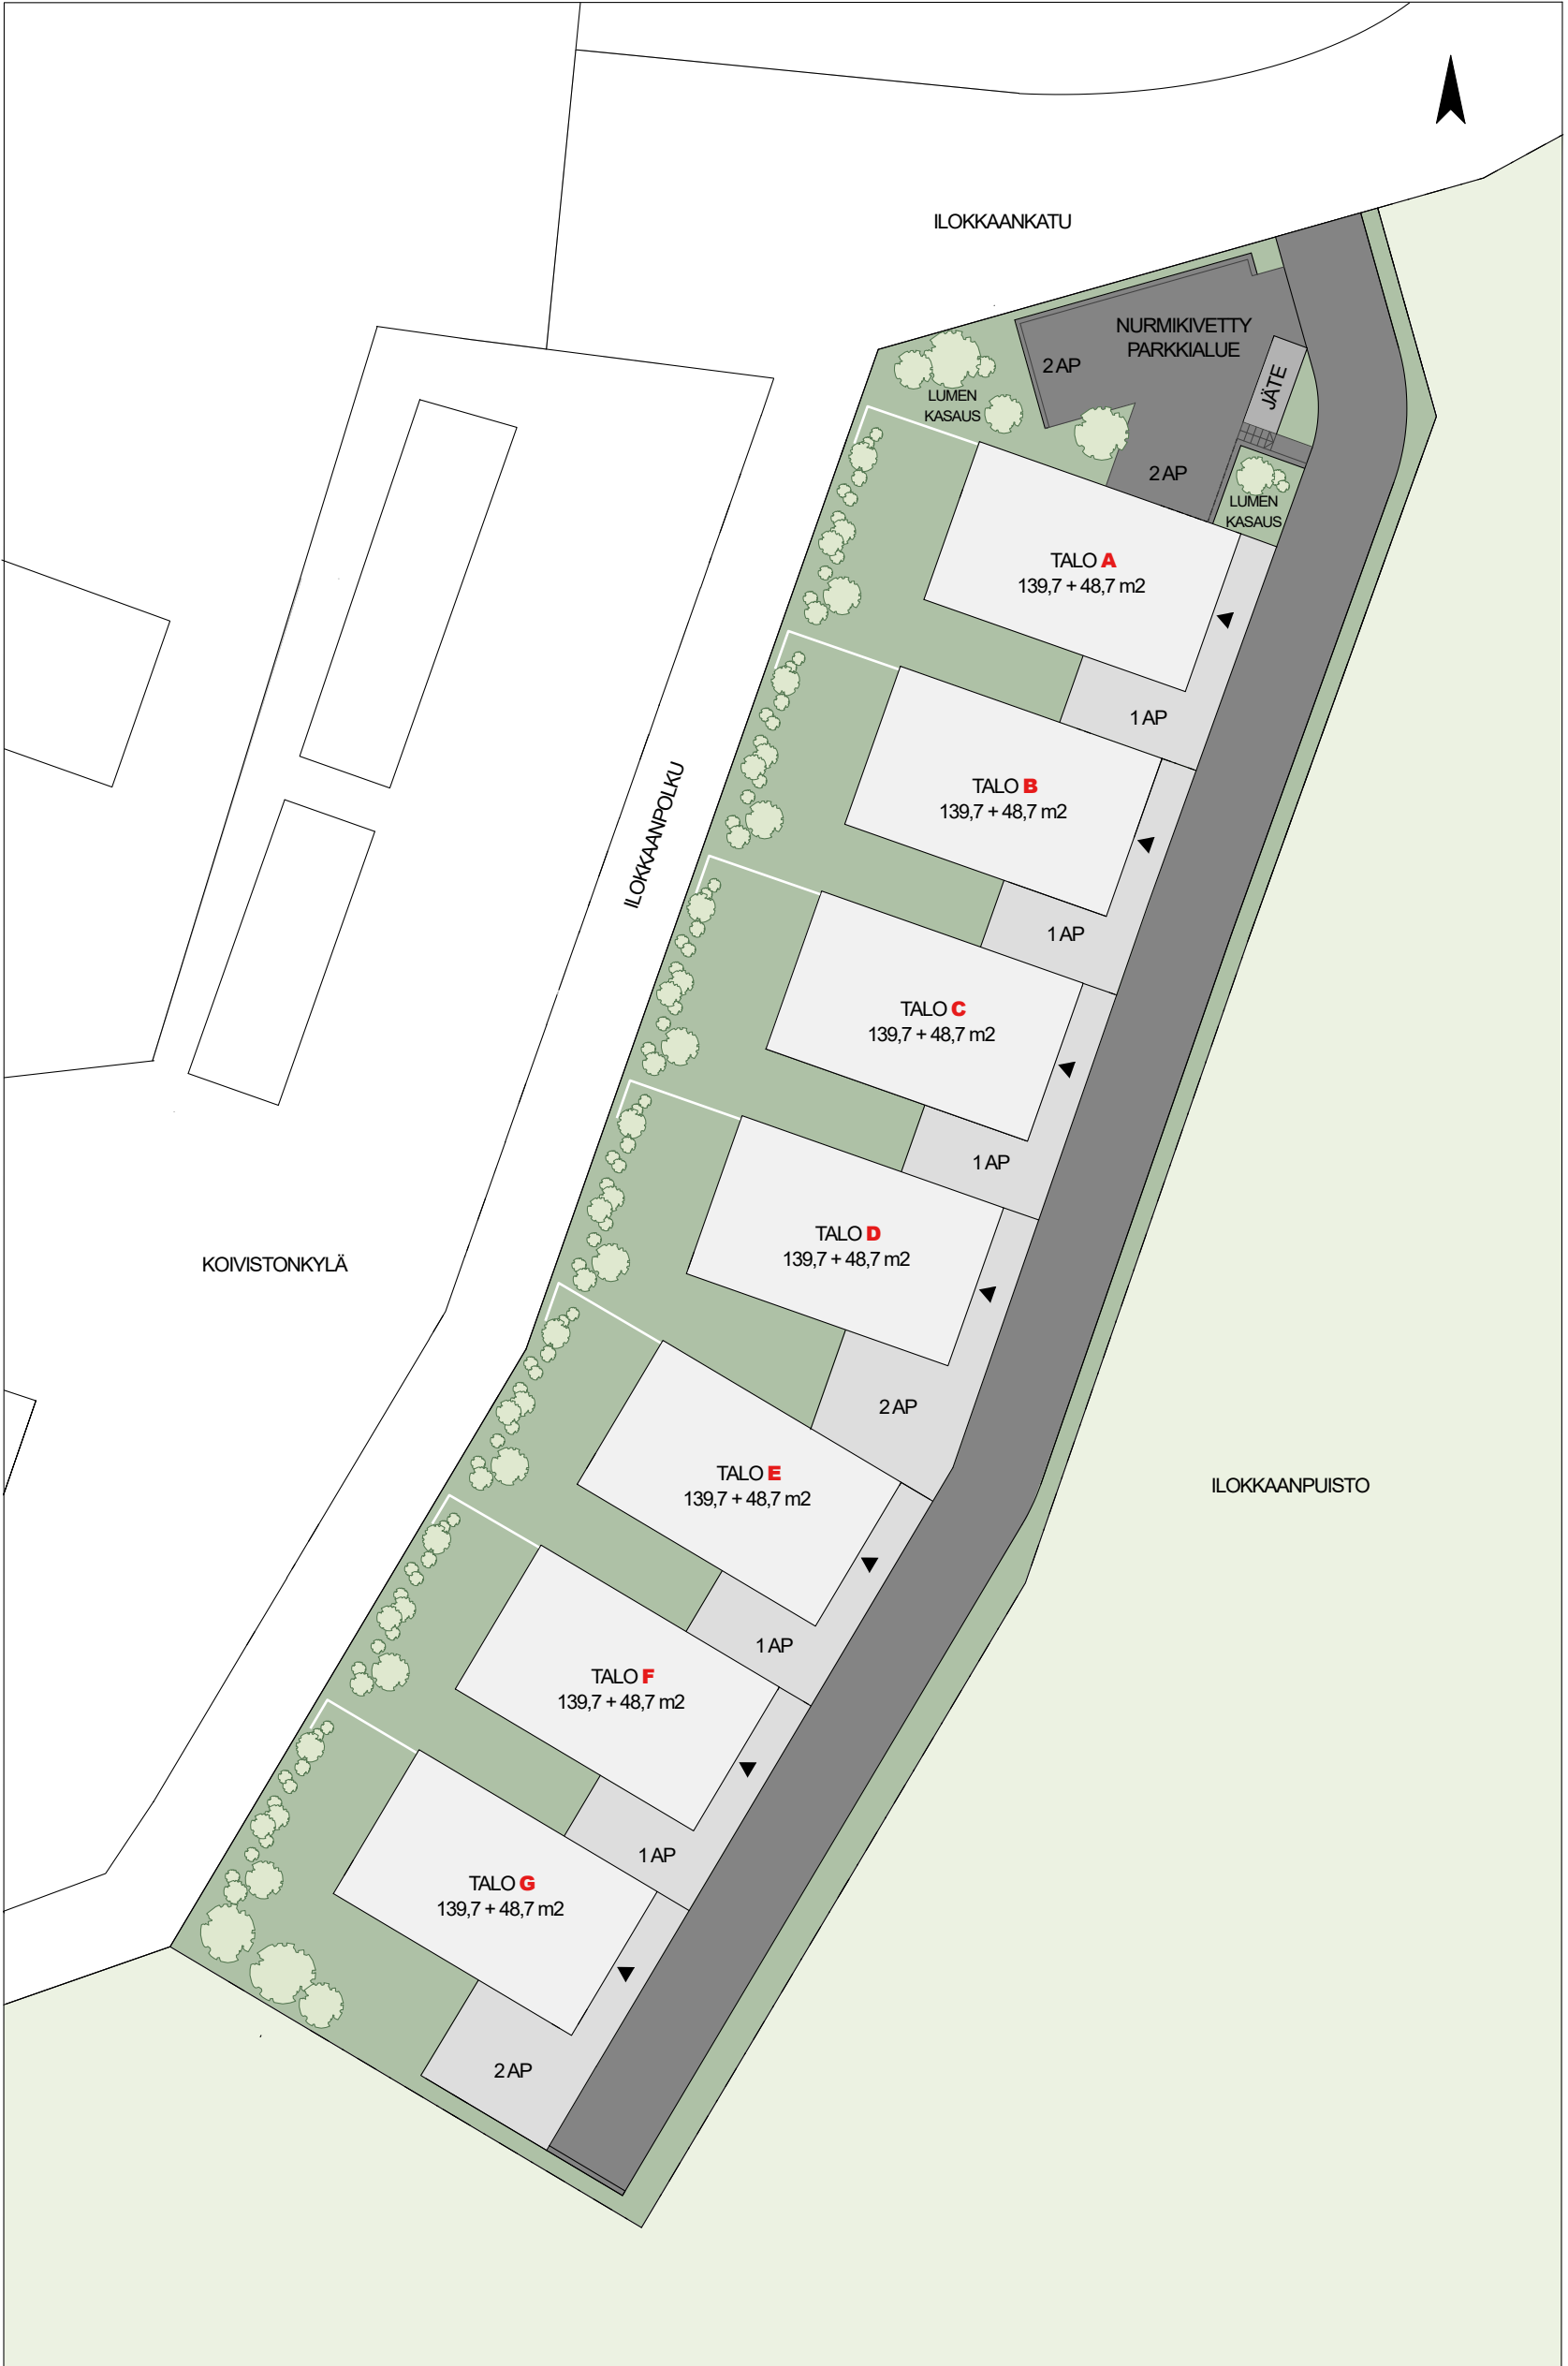 ILOKKAANKATU
NURMIKIVETTY
PARKKIALUE
2 AP
JÄTE
LUMEN
KASAUS
2 AP
LUMEN
KASAUS
TALO A
139,7 + 48,7 m2
1 AP
TALO B
139,7 + 48,7 m2
ILOKKAANPOLKU
1 AP
TALO C
139,7 + 48,7 m2
1 AP
TALO D
139,7 + 48,7 m2
KOIVISTONKYLÄ
2 AP
TALO E
139,7 + 48,7 m2
ILOKKAANPUISTO
1 AP
TALO F
139,7 + 48,7 m2
1 AP
TALO G
139,7 + 48,7 m2
2 AP